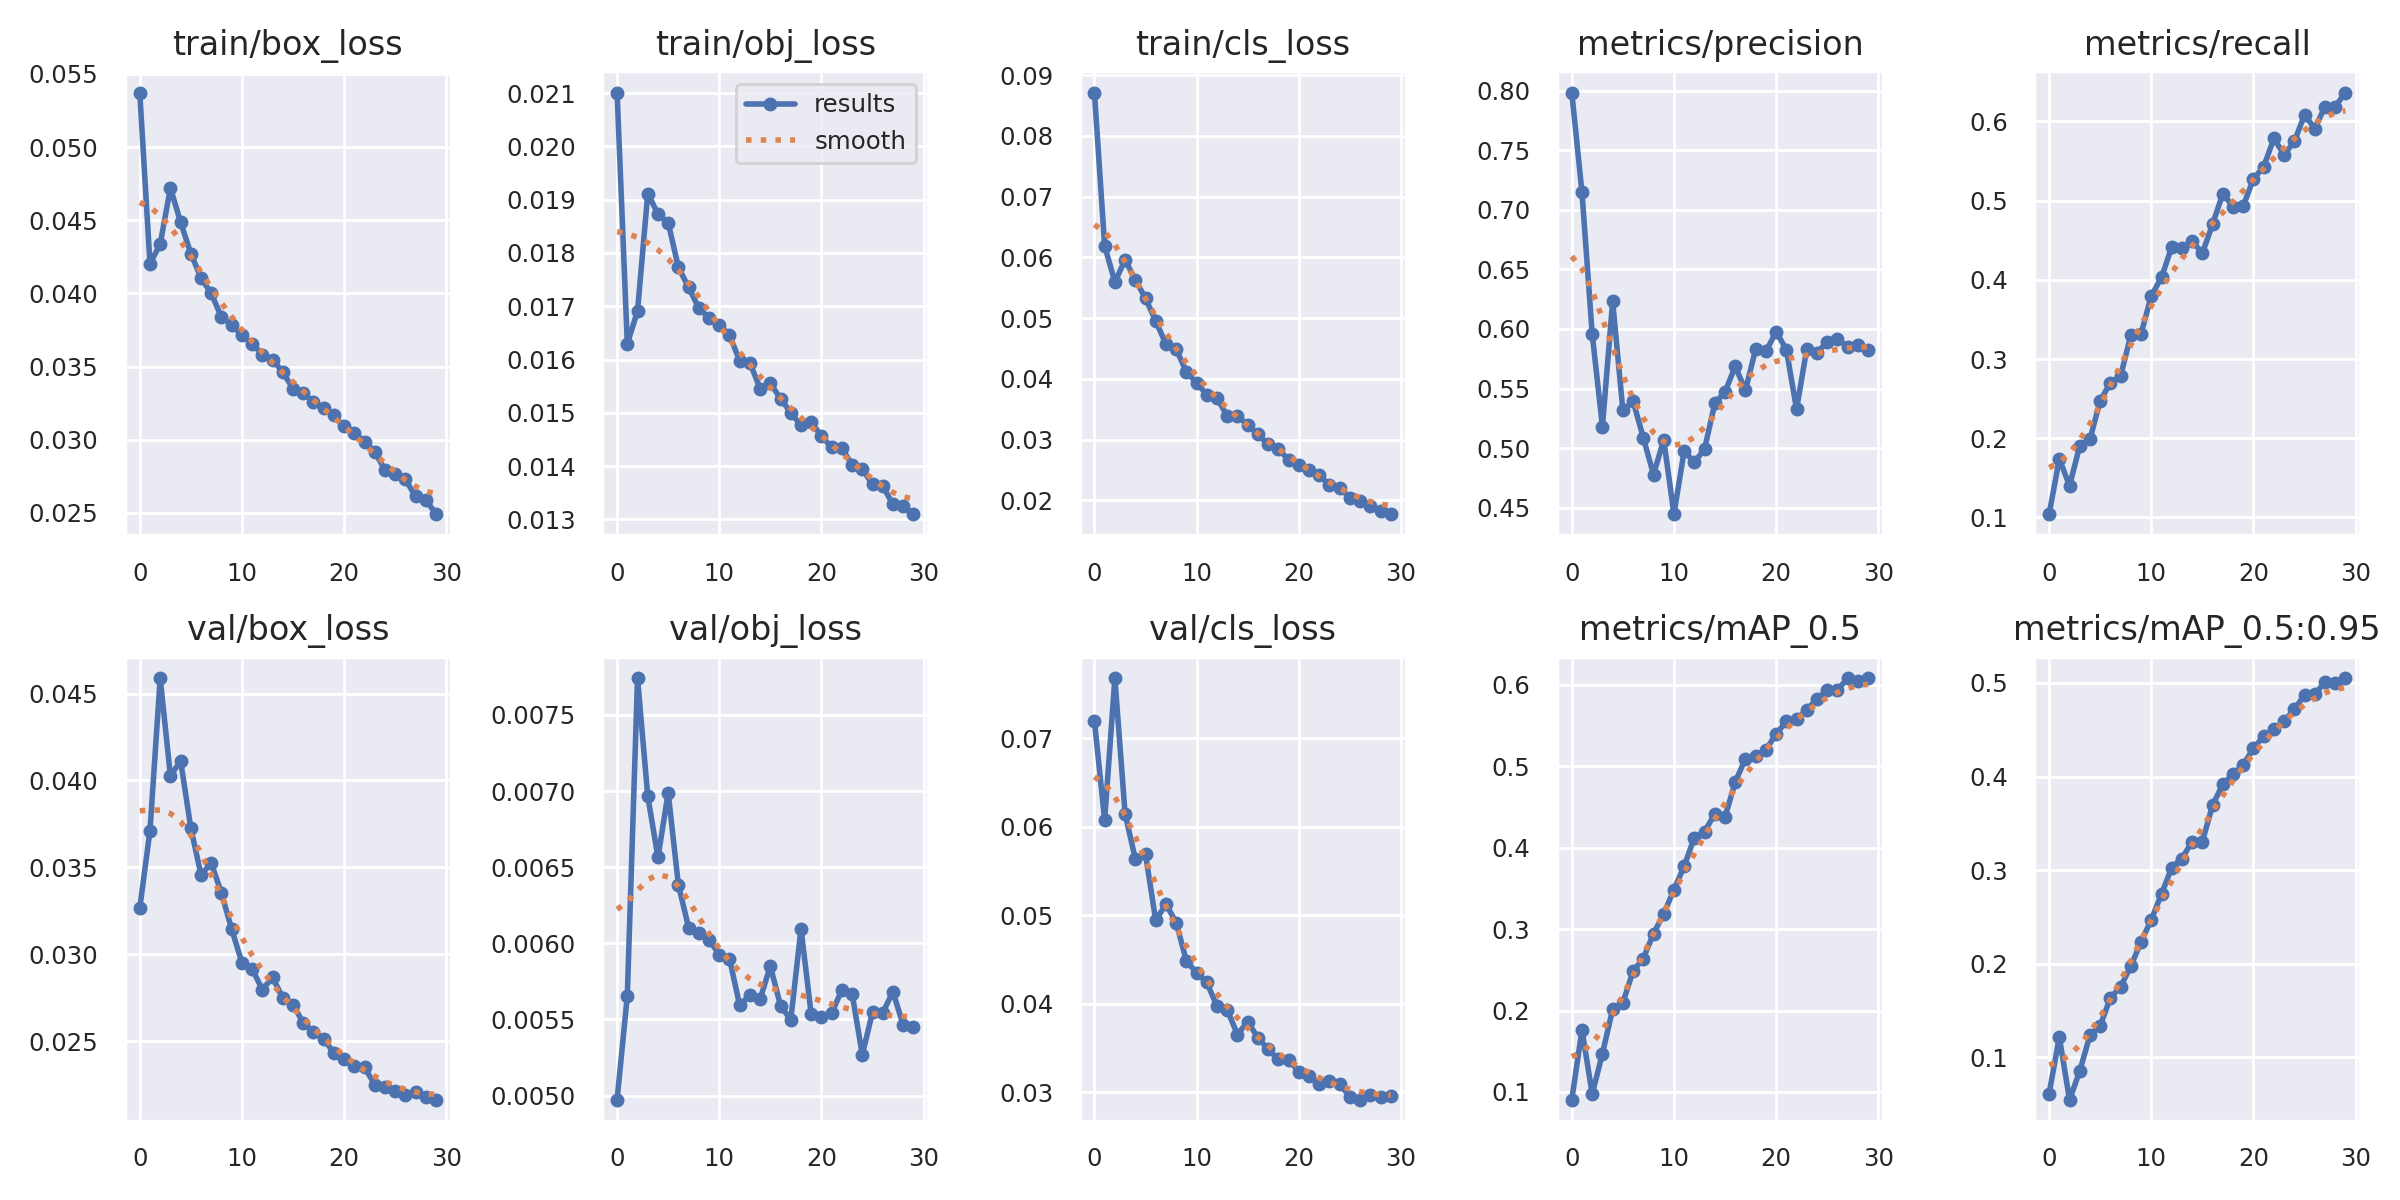 train/box_loss
0.055
0.050
0.045
0.040
0.035
0.030
0.025
0 10 20 30
train/obj_loss
0.021
0.020
0.019
0.018
0.017
0.016
0.015
0.014
0.013
results
smooth
0 10 20 30
train/cls_loss
0.09
0.08
0.07
0.06
0.05
0.04
0.03
0.02
0 10 20 30
metrics/precision
0.80
0.75
0.70
0.65
0.60
0.55
0.50
0.45
0 10 20 30
metrics/recall
0.6
0.5
0.4
0.3
0.2
0.1
0 10 20 30
val/box_loss
0.045
0.040
0.035
0.030
0.025
0 10 20 30
val/obj_loss
0.0075
0.0070
0.0065
0.0060
0.0055
0.0050
0 10 20 30
val/cls_loss
0.07
0.06
0.05
0.04
0.03
0 10 20 30
metrics/mAP_0.5
0.6
0.5
0.4
0.3
0.2
0.1
0 10 20 30
metrics/mAP_0.5:0.95
0.5
0.4
0.3
0.2
0.1
0 10 20 30